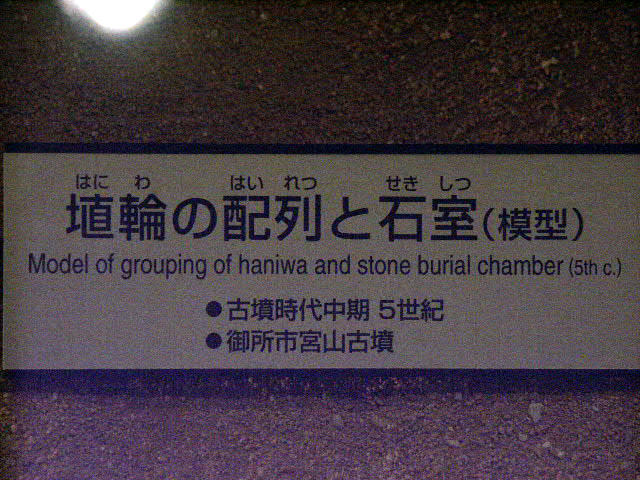 はにわ はいれつ せきしつ
埴輪の配列と石室(模型)
Model of grouping of haniwa and stone burial chamber (5th c.)
●古墳時代中期 5世紀
●御所市宮山古墳